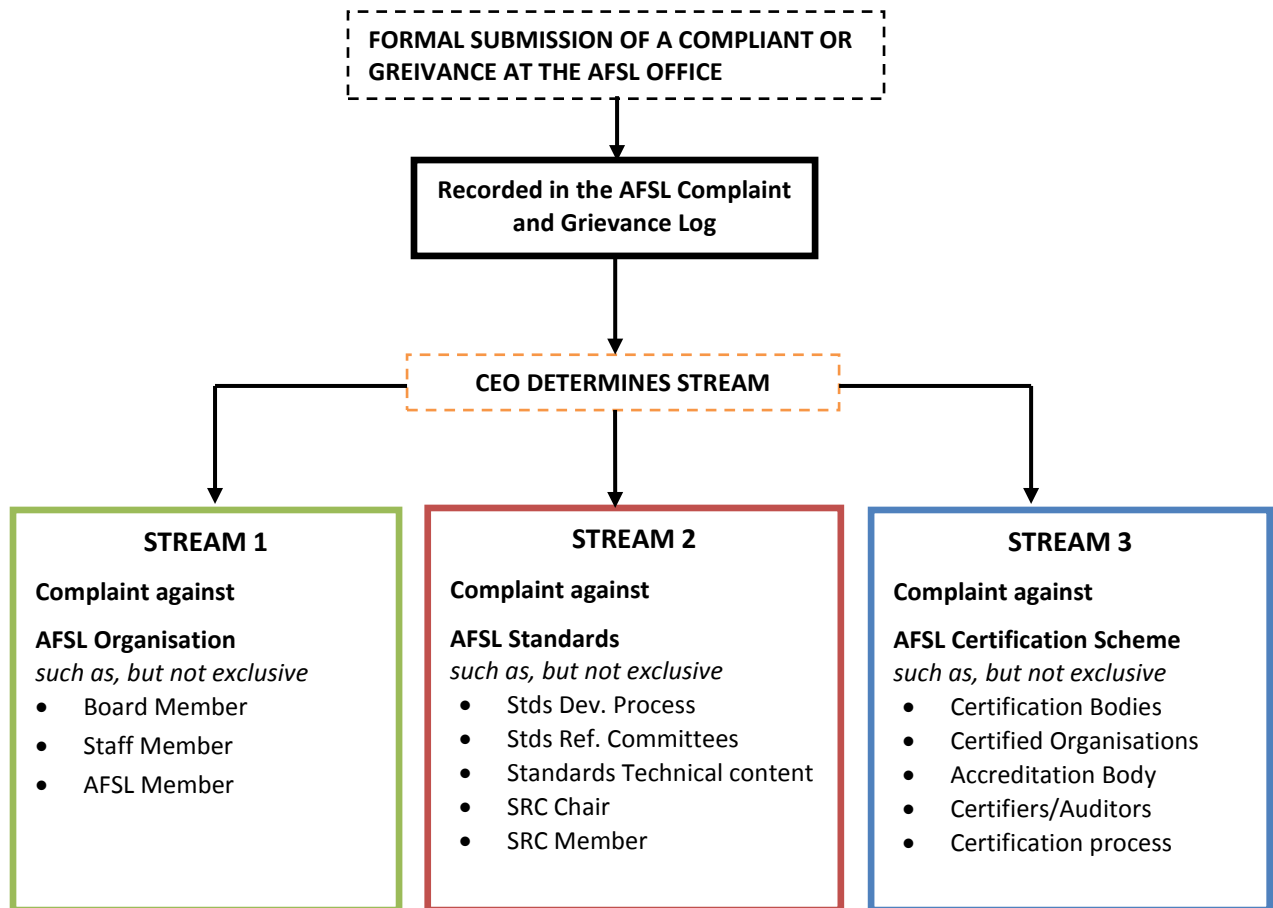 FORMAL SUBMISSION OF A COMPLIANT OR
GREIVANCE AT THE AFSL OFFICE
Recorded in the AFSL Complaint
and Grievance Log
CEO DETERMINES STREAM
STREAM 1
Complaint against
AFSL Organisation
such as, but not exclusive
• Board Member
• Staff Member
• AFSL Member
STREAM 2
Complaint against
AFSL Standards
such as, but not exclusive
• Stds Dev. Process
• Stds Ref. Committees
• Standards Technical content
• SRC Chair
• SRC Member
STREAM 3
Complaint against
AFSL Certification Scheme
such as, but not exclusive
• Certification Bodies
• Certified Organisations
• Accreditation Body
• Certifiers/Auditors
• Certification process